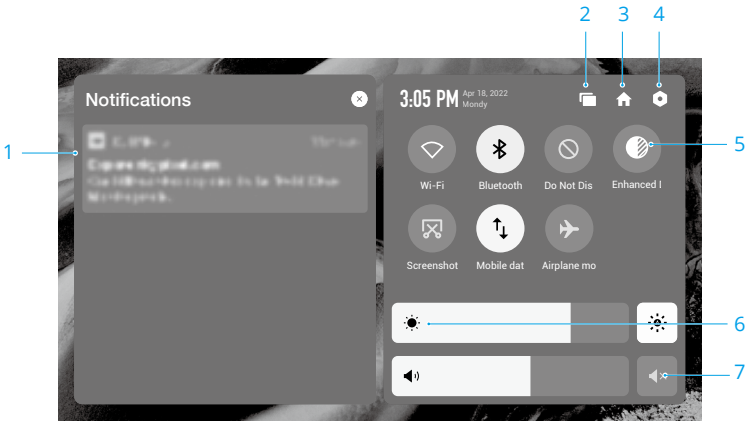 2
3
4
Notifications
3:05 PM
Apr 18, 2022
Mondy
1
5
Wi-Fi
Bluetooth
Do Not Dis
Enhanced I
Screenshot
Mobile dat
Airplane mo
6
7